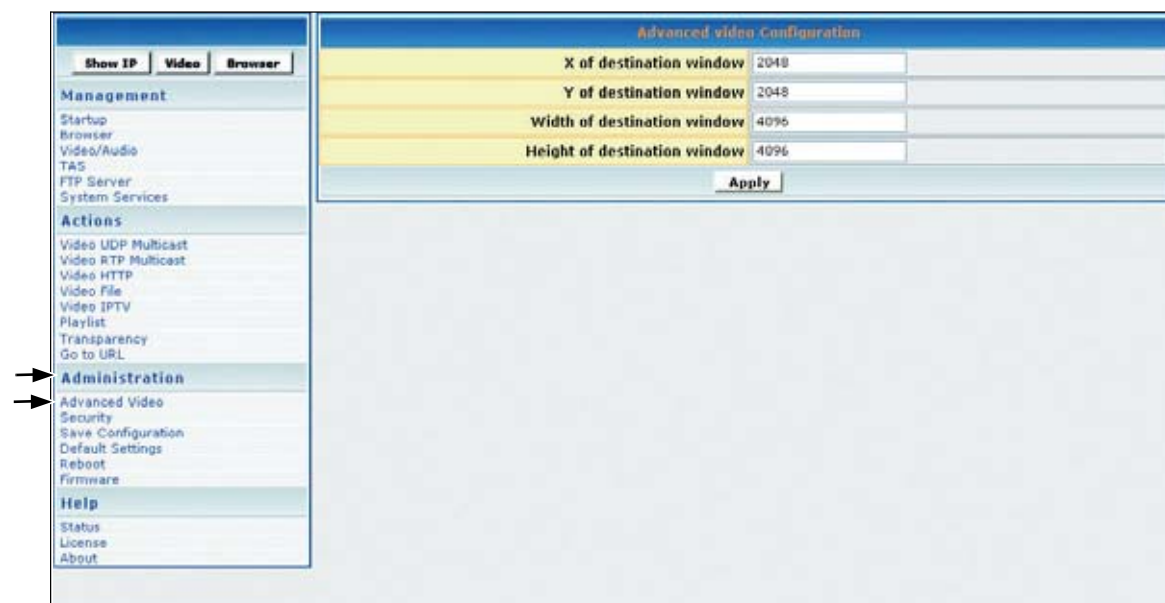 Show IP Video Browser
Management
Startup
Browser
Video/Audio
TAS
FTP Server
System Services
Actions
Video UDP Multicast
Video RTP Multicast
Video HTTP
Video File
Video IPTV
Playlist
Transparency
Go to URL
Administration
Advanced Video
Security
Save Configuration
Default Settings
Reboot
Firmware
Help
Status
License
About
Advanced video Configuration
X of destination window 2048
Y of destination window 2048
Width of destination window 4096
Height of destination window 4096
Apply